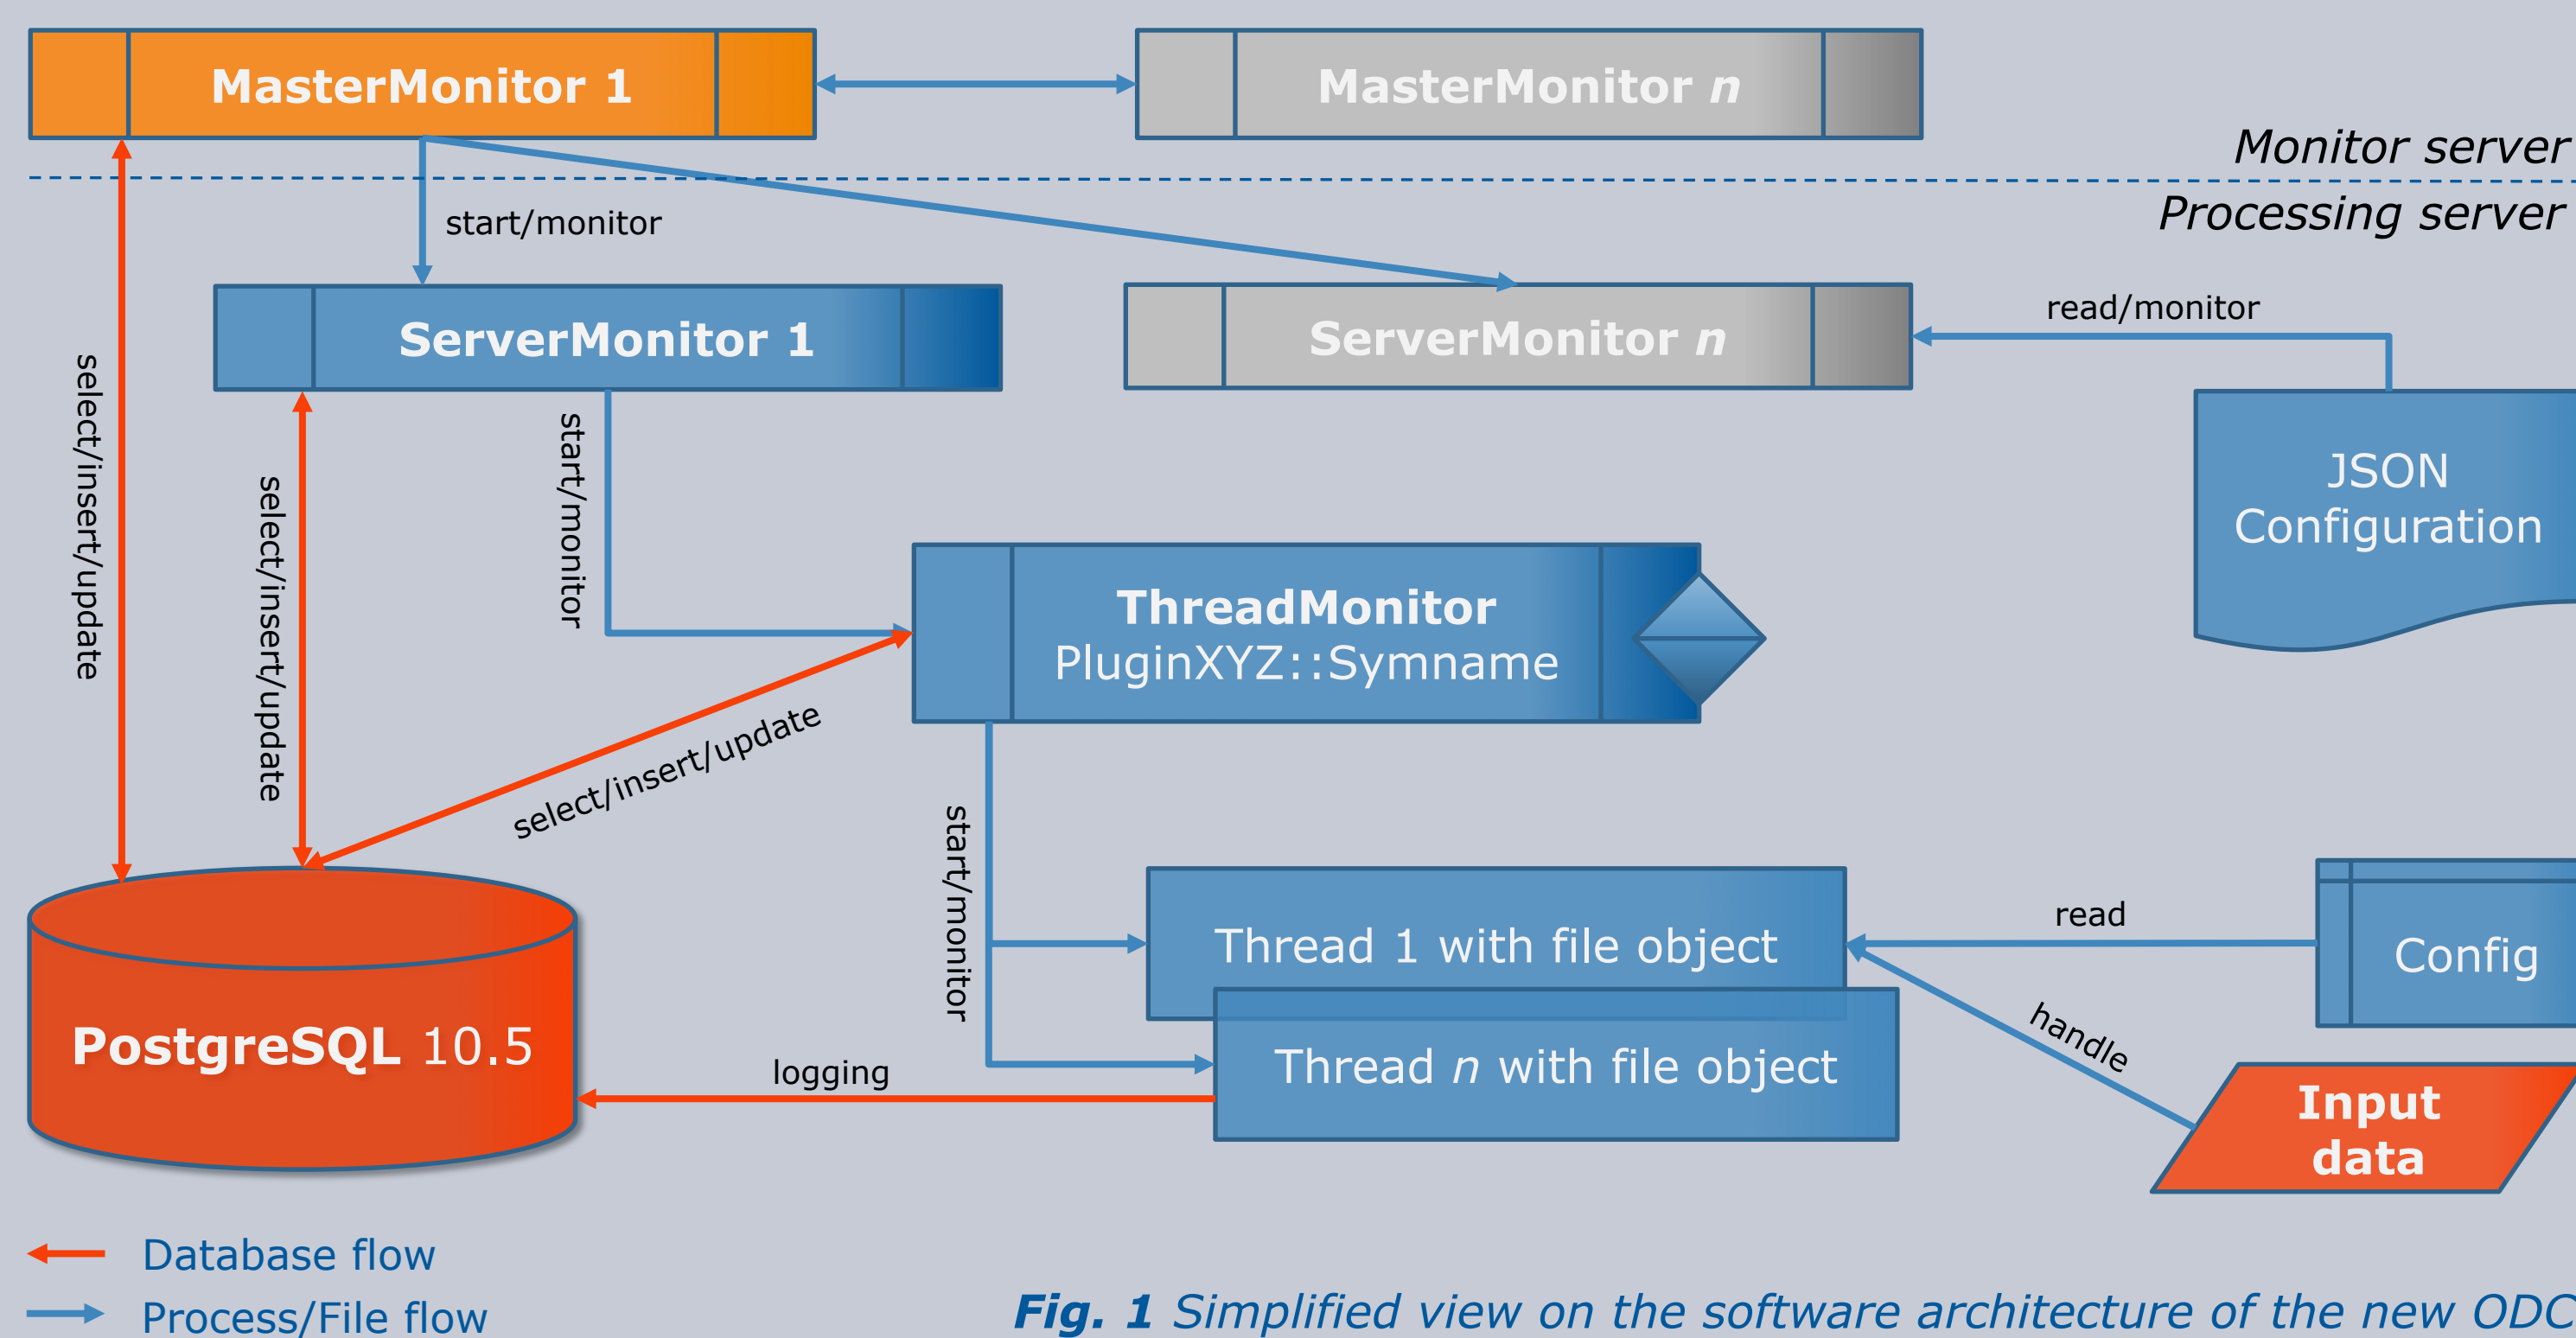 MasterMonitor 1
MasterMonitor n
Monitor server
Processing server
start/monitor
ServerMonitor 1
ServerMonitor n
read/monitor
select/insert/update
select/insert/update
start/monitor
JSON
Configuration
ThreadMonitor
PluginXYZ::Symname
select/insert/update
start/monitor
Thread 1 with file object
read
Config
handle
PostgreSQL 10.5
logging
Thread n with file object
Input
data
Database flow
Process/File flow
Fig. 1 Simplified view on the software architecture of the new ODC